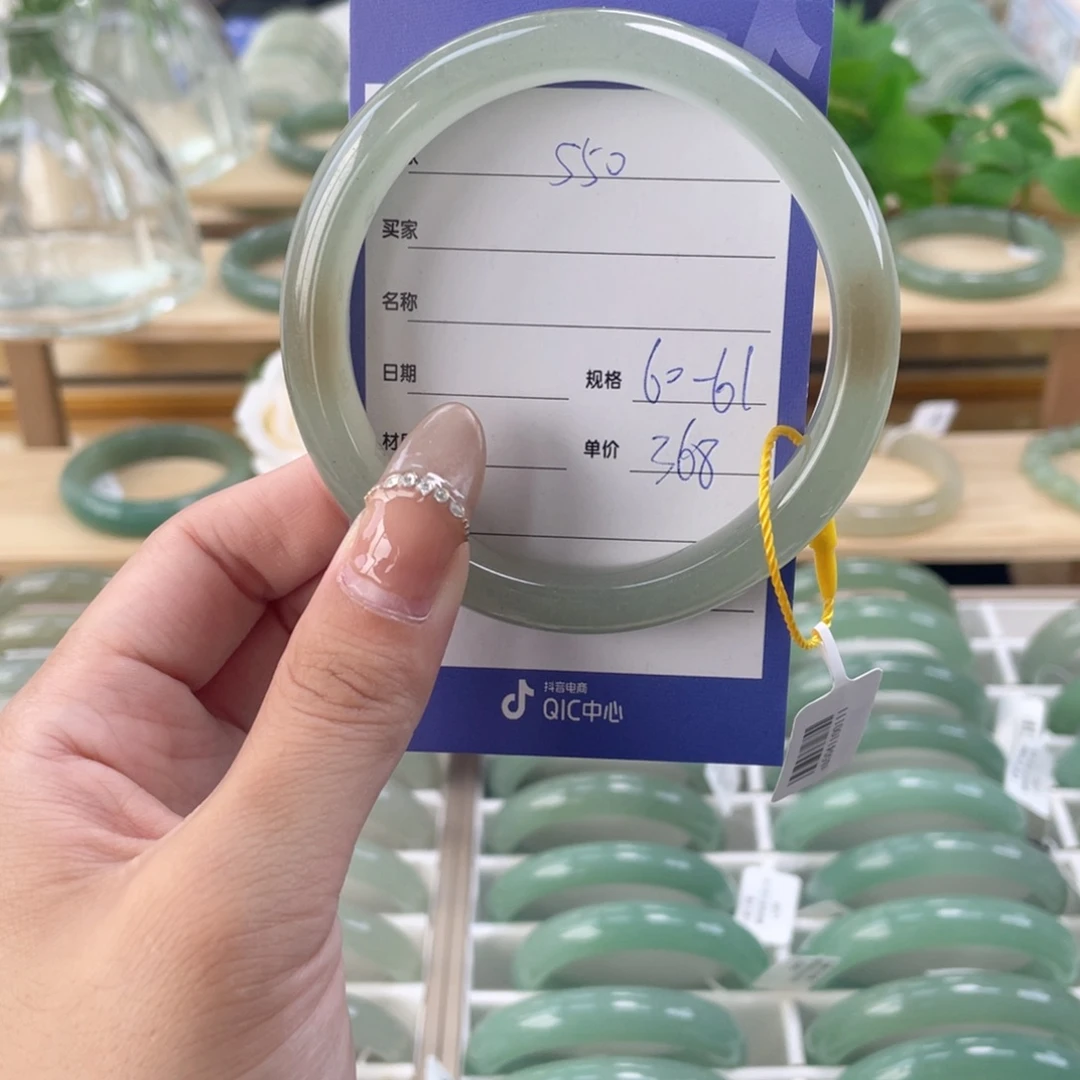 550
买家
名称
日期 规格 60-61
单价 368
抖音电商
QIC中心